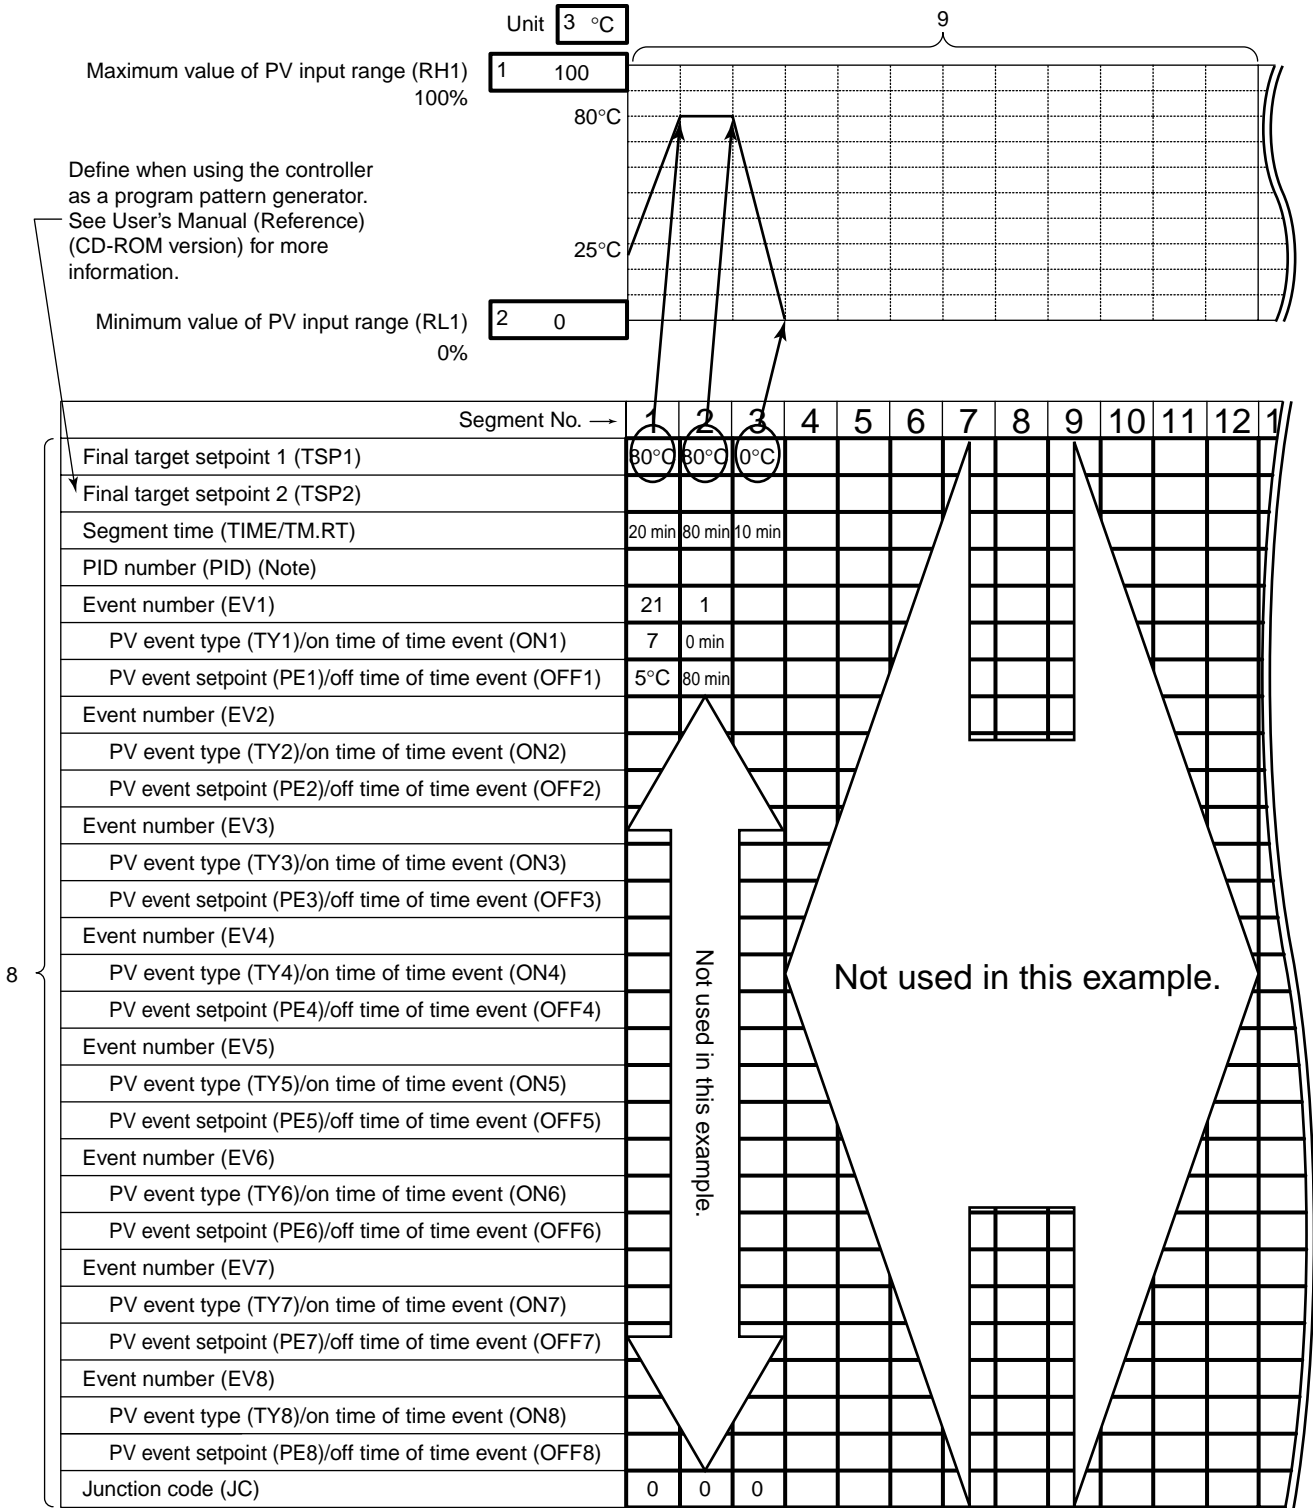 Unit 3 °C
9
Maximum value of PV input range (RH1) 1 100
100%
80°C
Define when using the controller
as a program pattern generator.
See User's Manual (Reference)
(CD-ROM version) for more
information.
25°C
Minimum value of PV input range (RL1) 2 0
0%
Segment No. → 1 2 3 4 5 6 7 8 9 10 11 12 1
Final target setpoint 1 (TSP1) 80°C 80°C 0°C
Final target setpoint 2 (TSP2)
Segment time (TIME/TM.RT) 20 min 80 min 10 min
PID number (PID) (Note)
Event number (EV1) 21 1
PV event type (TY1)/on time of time event (ON1) 7 0 min
PV event setpoint (PE1)/off time of time event (OFF1) 5°C 80 min
Event number (EV2)
PV event type (TY2)/on time of time event (ON2)
PV event setpoint (PE2)/off time of time event (OFF2)
Event number (EV3)
PV event type (TY3)/on time of time event (ON3)
PV event setpoint (PE3)/off time of time event (OFF3)
Event number (EV4)
8
PV event type (TY4)/on time of time event (ON4)
PV event setpoint (PE4)/off time of time event (OFF4)
Event number (EV5)
PV event type (TY5)/on time of time event (ON5)
PV event setpoint (PE5)/off time of time event (OFF5)
Event number (EV6)
PV event type (TY6)/on time of time event (ON6)
PV event setpoint (PE6)/off time of time event (OFF6)
Event number (EV7)
PV event type (TY7)/on time of time event (ON7)
PV event setpoint (PE7)/off time of time event (OFF7)
Event number (EV8)
PV event type (TY8)/on time of time event (ON8)
PV event setpoint (PE8)/off time of time event (OFF8)
Junction code (JC) 0 0 0
Not used in this example.
Not used in this example.